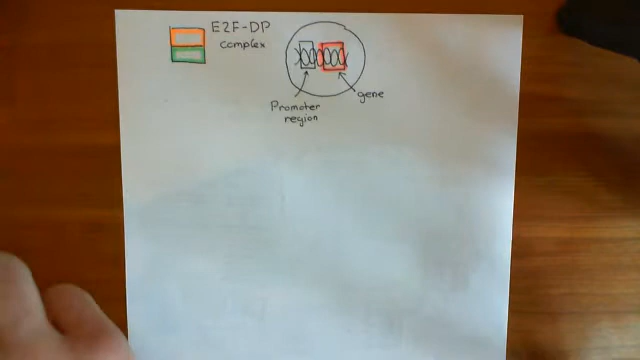 E2F-DP
complex
Promoter
region
gene